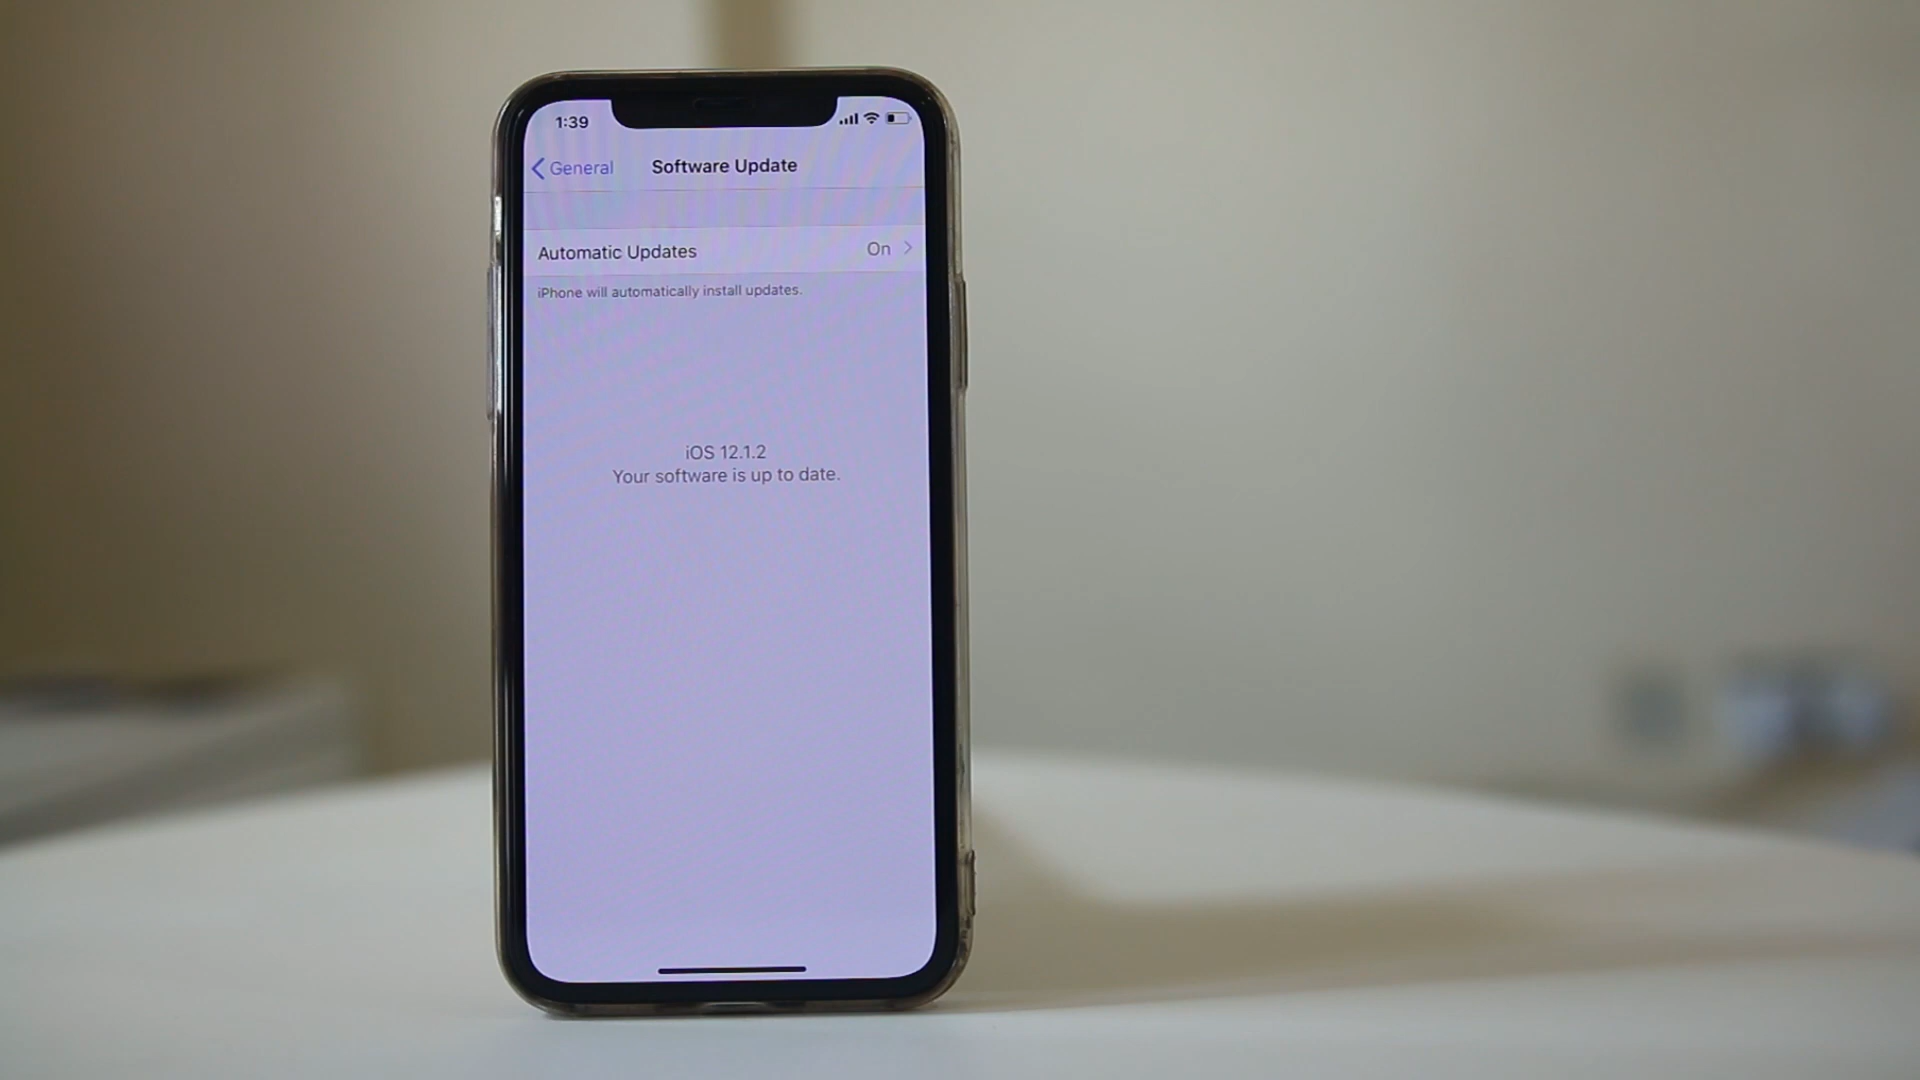 1:39
General
Software Update
Automatic Updates On
iPhone will automatically install updates.
iOS 12.1.2
Your software is up to date.